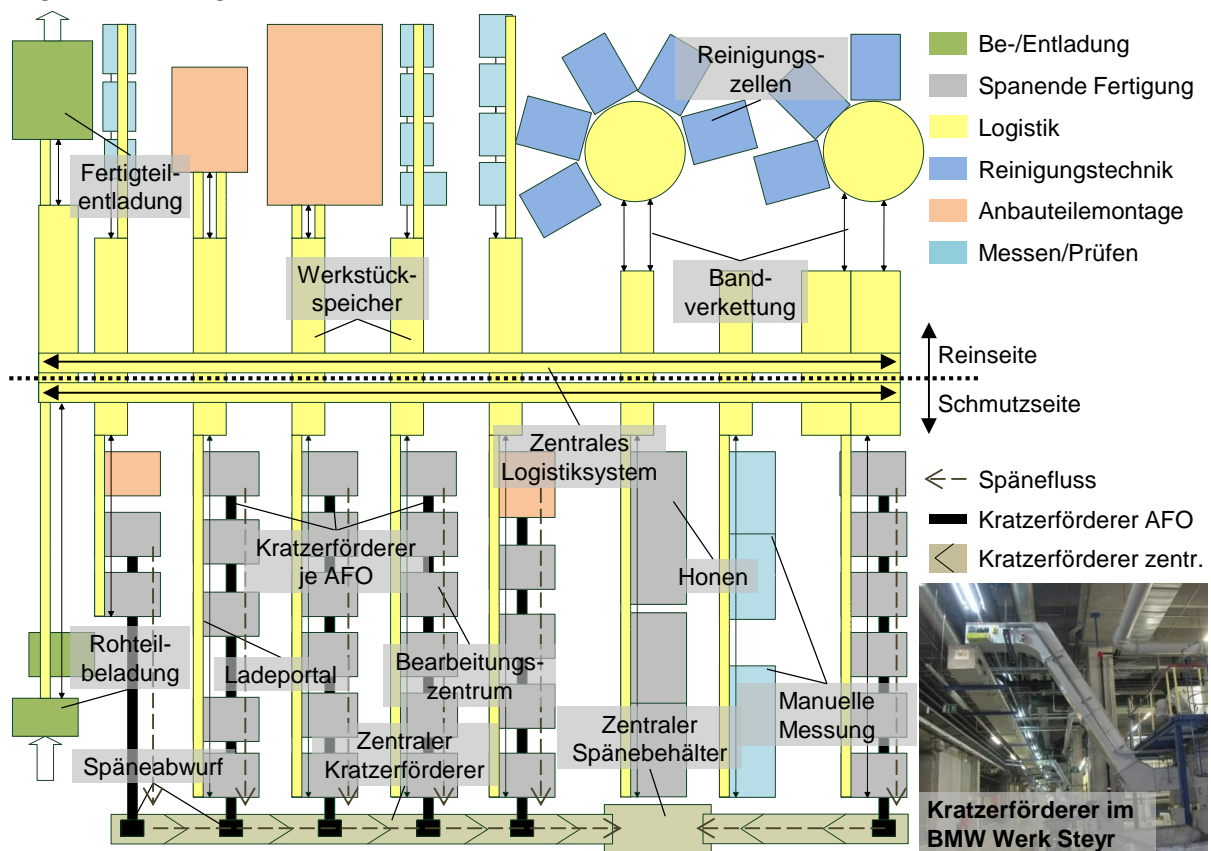 Reinigungs-
zellen
Fertigteil-
entladung
Werkstück-
speicher
Band-
verkettung
Be-/Entladung
Spanende Fertigung
Logistik
Reinigungstechnik
Anbauteilemontage
Messen/Prüfen
Reinseite
Schmutzseite
Zentrales
Logistiksystem
Spänefluss
Kratzerförderer AFO
Kratzerförderer zentr.
Kratzerförderer
je AFO
Honen
Rohteil-
beladung
Ladeportal
Bearbeitungs-
zentrum
Manuelle
Messung
Späneabwurf
Zentraler
Kratzerförderer
Zentraler
Spänebehälter
Kratzerförderer im
BMW Werk Steyr